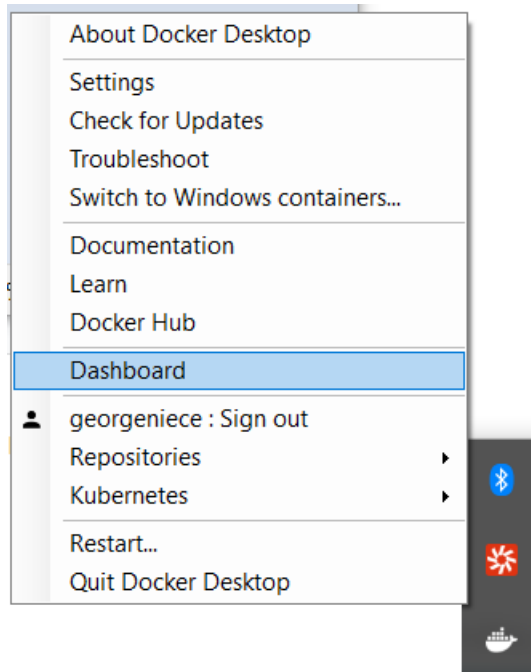 About Docker Desktop
Settings
Check for Updates
Troubleshoot
Switch to Windows containers...
Documentation
Learn
Docker Hub
Dashboard
georgeniece : Sign out
Repositories
Kubernetes
Restart...
Quit Docker Desktop